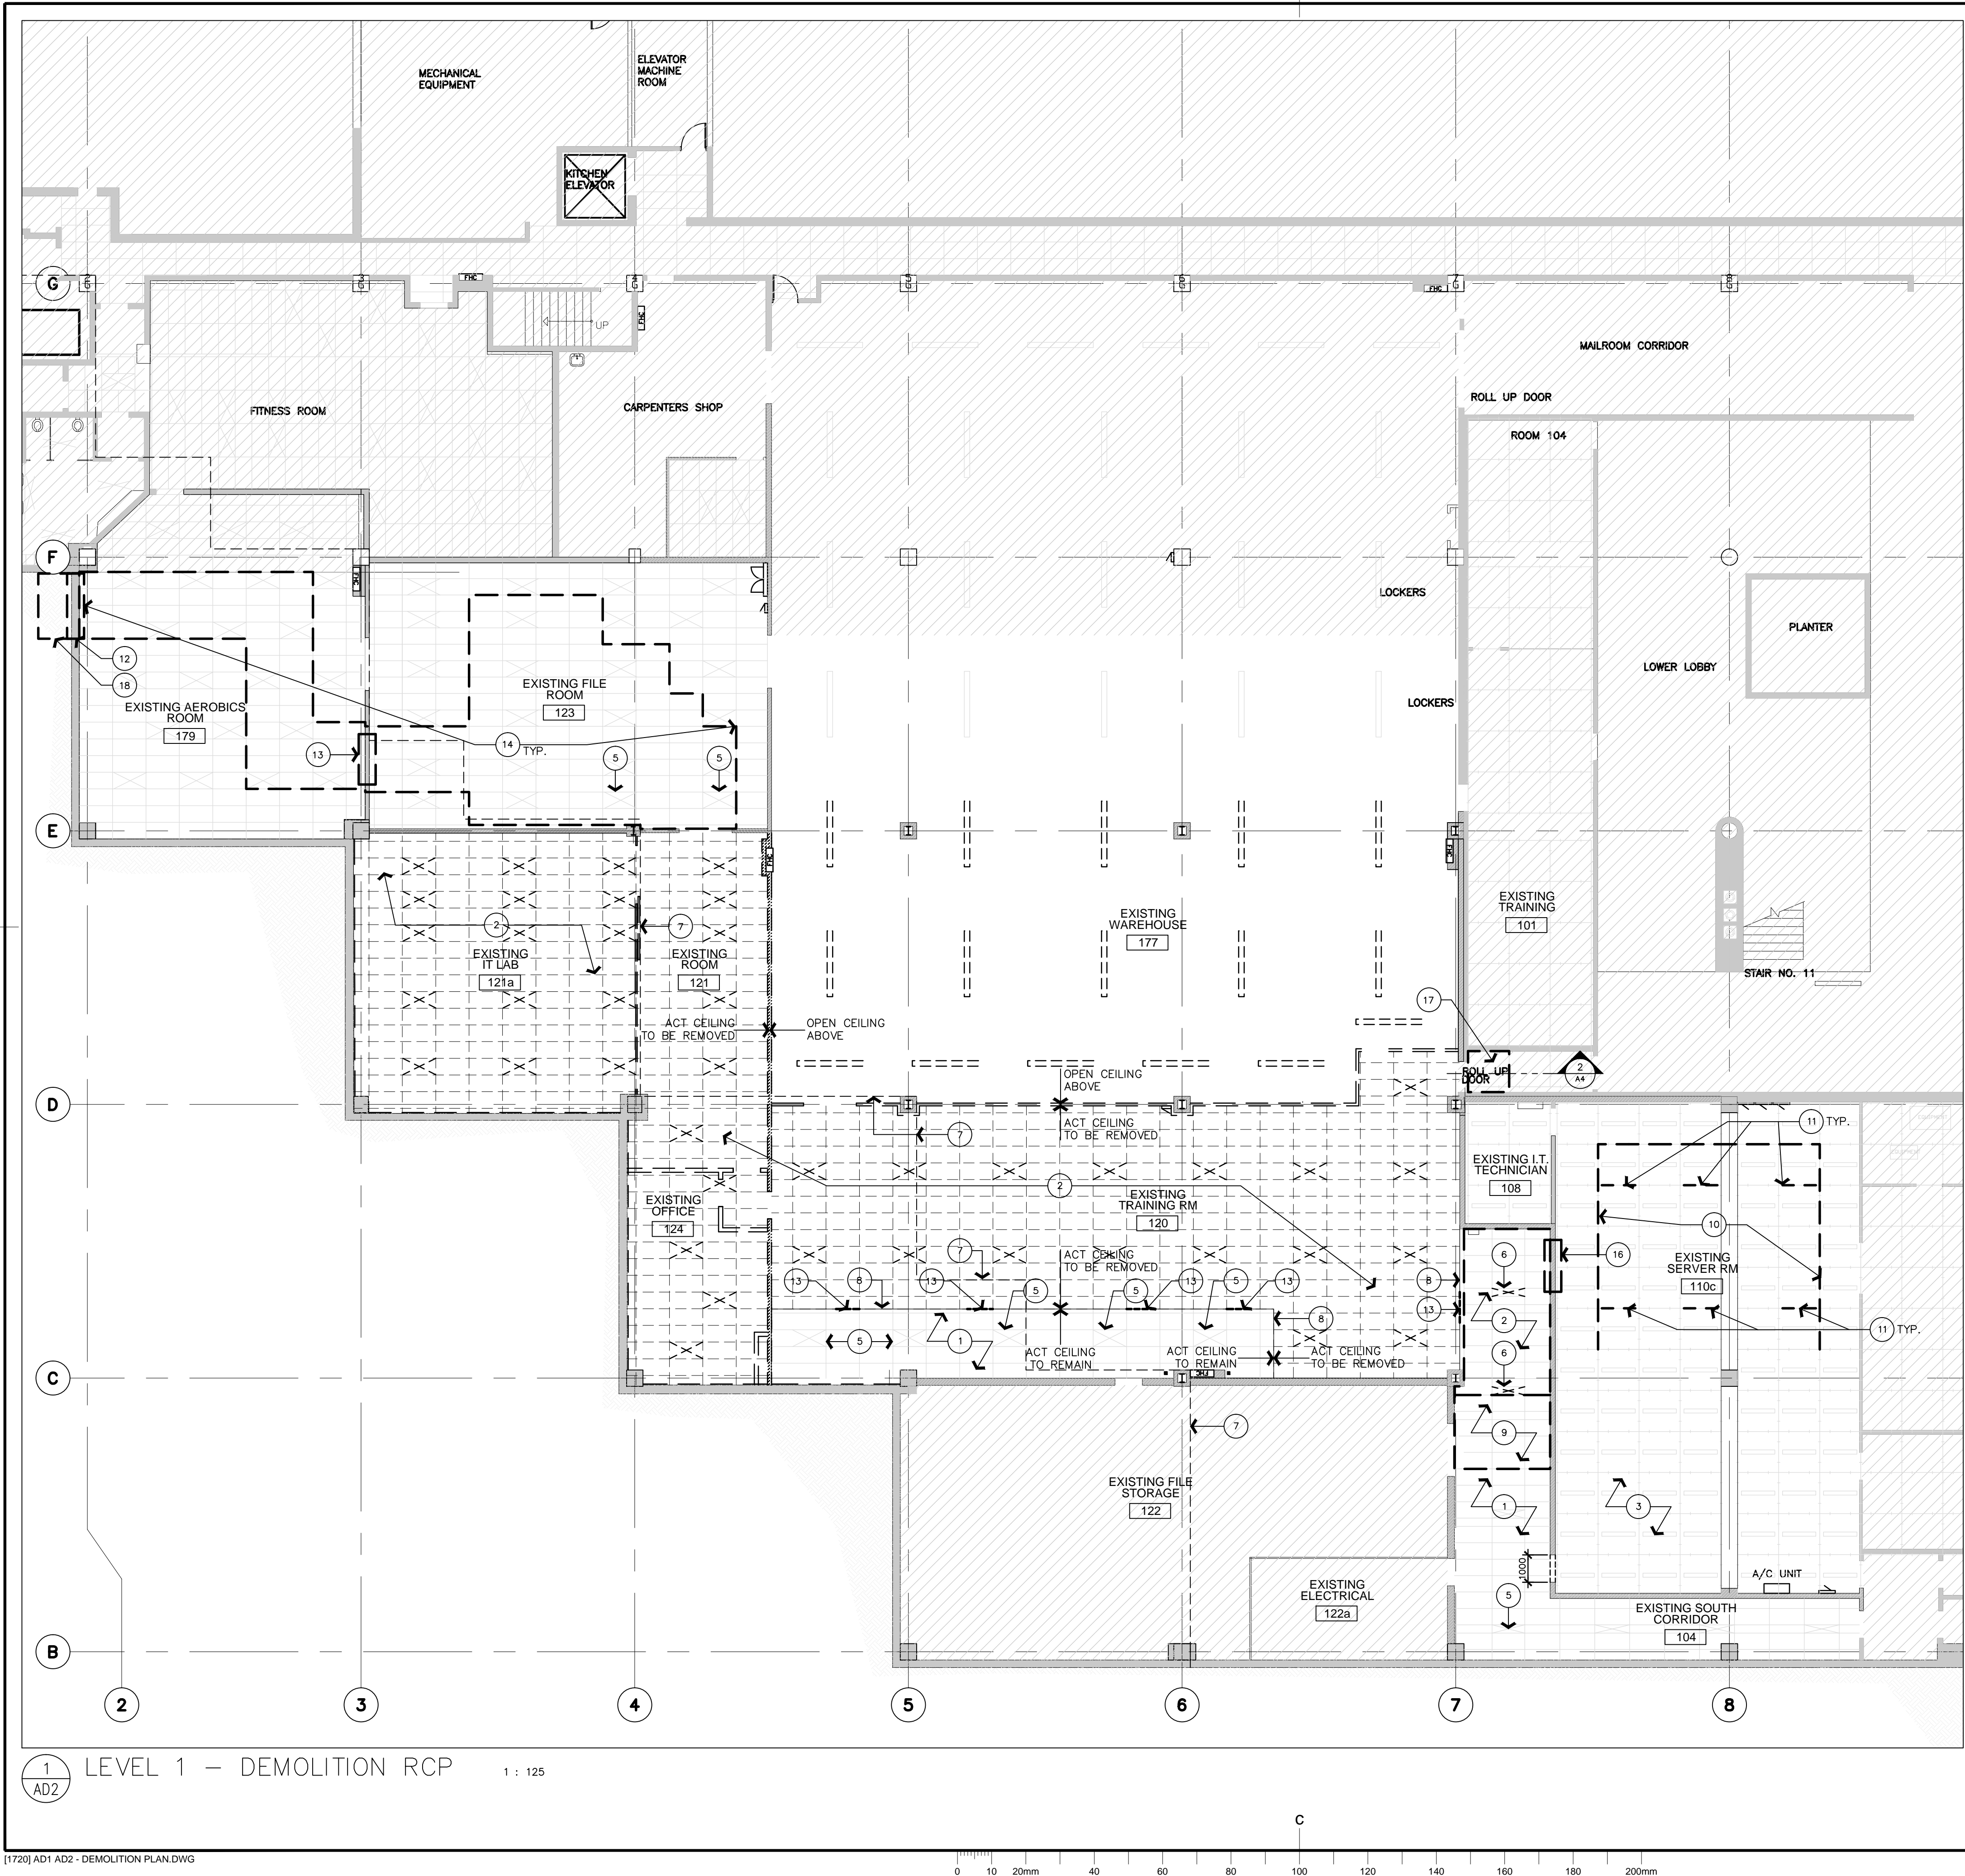 MECHANICAL
EQUIPMENT
ELEVATOR
MACHINE
ROOM
KITCHEN
ELEVATOR
G
FHC
FHC
FHC
UP
MAILROOM CORRIDOR
ROLL UP DOOR
FITNESS ROOM
CARPENTERS SHOP
ROOM 104
F
FHC
LOCKERS
PLANTER
LOWER LOBBY
LOCKERS
12
18
EXISTING AEROBICS
ROOM
179
EXISTING FILE
ROOM
123
13
14
TYP.
5
5
E
FHC
FHC
EXISTING
WAREHOUSE
177
EXISTING
TRAINING
101
2
EXISTING
IT LAB
121a
7
EXISTING
ROOM
121
STAIR NO. 11
17
ACT CEILING
TO BE REMOVED
OPEN CEILING
ABOVE
ROLL UP
DOOR
2
A4
OPEN CEILING
ABOVE
D
ACT CEILING
TO BE REMOVED
7
11
TYP.
EXISTING I.T.
TECHNICIAN
108
2
EXISTING
TRAINING RM
120
EXISTING
OFFICE
124
10
7
ACT CEILING
TO BE REMOVED
6
16
EXISTING
SERVER RM
110c
13
8
13
5
5
13
5
13
8
13
8
2
11
TYP.
5
1
ACT CEILING
TO REMAIN
ACT CEILING
TO REMAIN
ACT CEILING
TO BE REMOVED
6
C
FHC
7
9
EXISTING FILE
STORAGE
122
1
3
1000
A/C UNIT
EXISTING
ELECTRICAL
122a
5
EXISTING SOUTH
CORRIDOR
104
B
2
3
4
5
6
7
8
1
AD2
LEVEL 1 – DEMOLITION RCP
1 : 125
C
[1720] AD1 AD2 - DEMOLITION PLAN.DWG
0 10 20mm 40 60 80 100 120 140 160 180 200mm